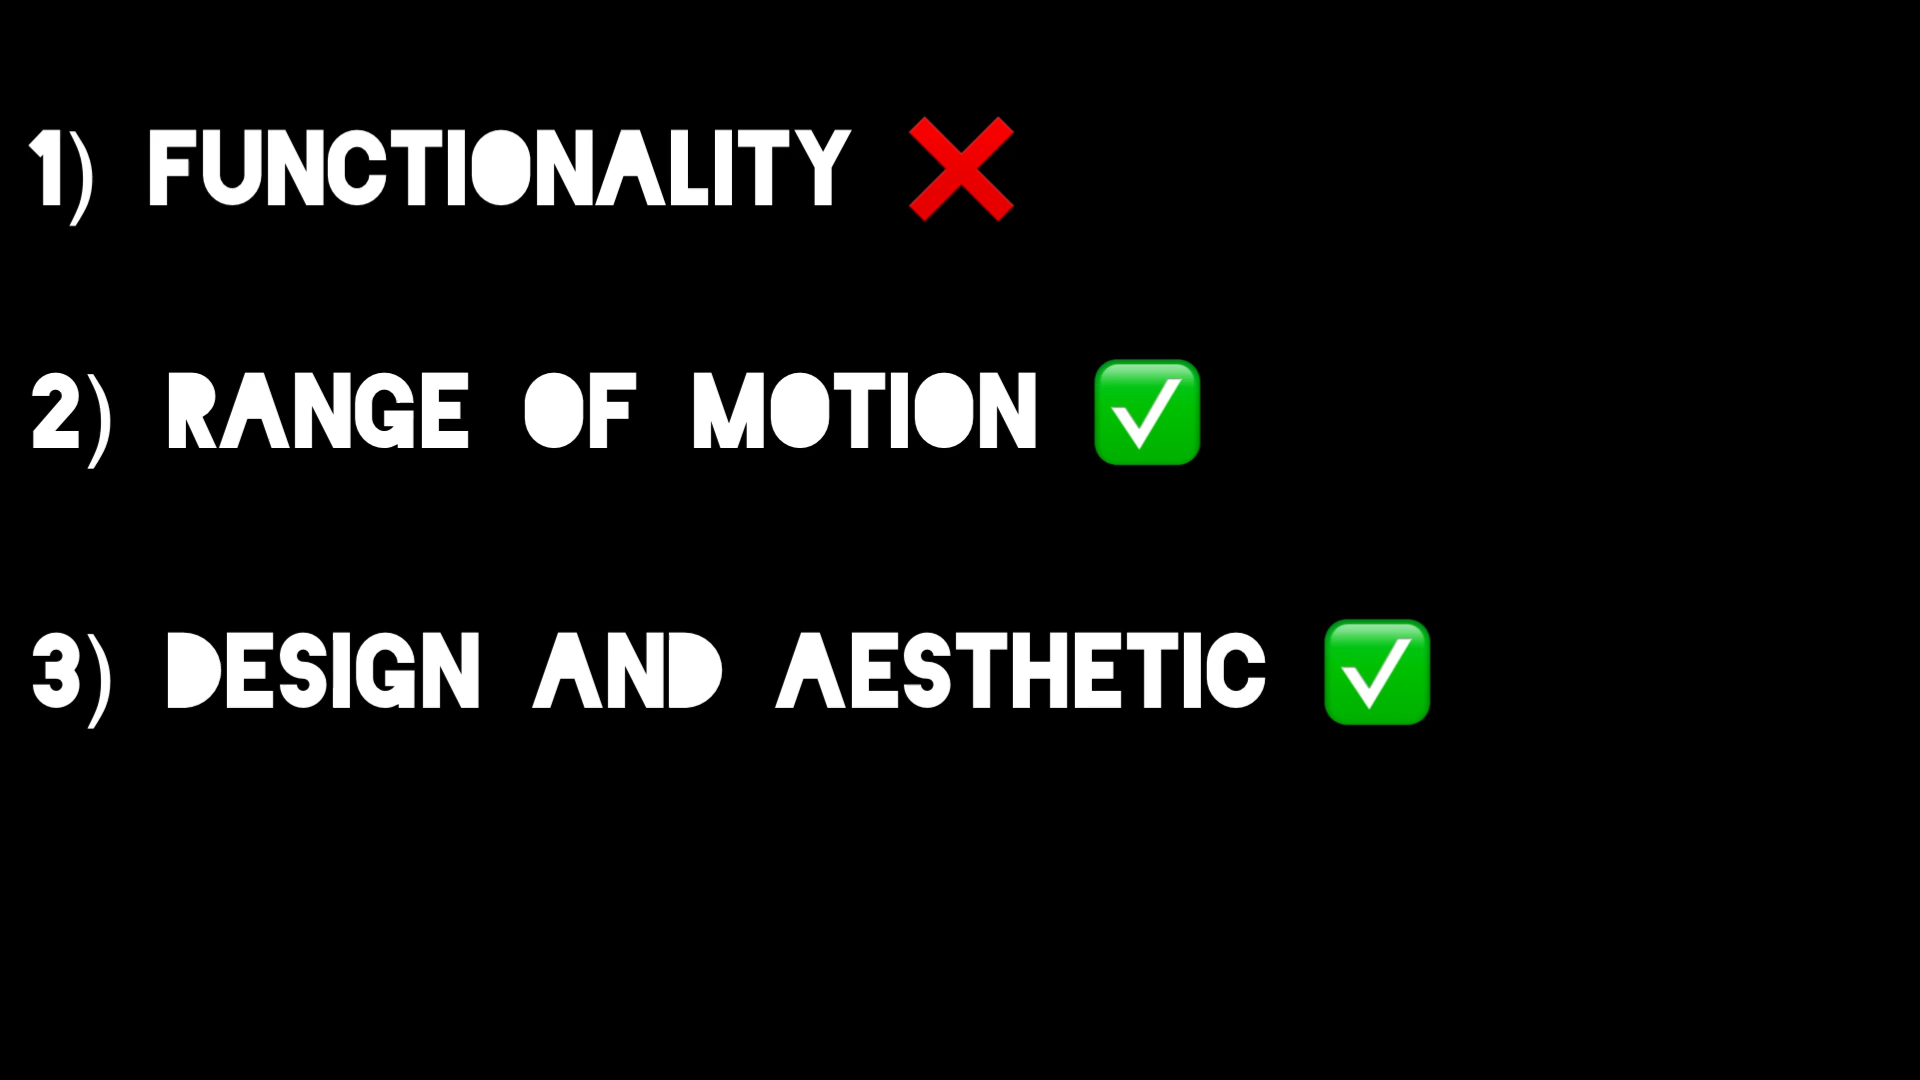 1) FUNCTIONALITY ❌
2) RANGE OF MOTION ✅
3) DESIGN AND AESTHETIC ✅